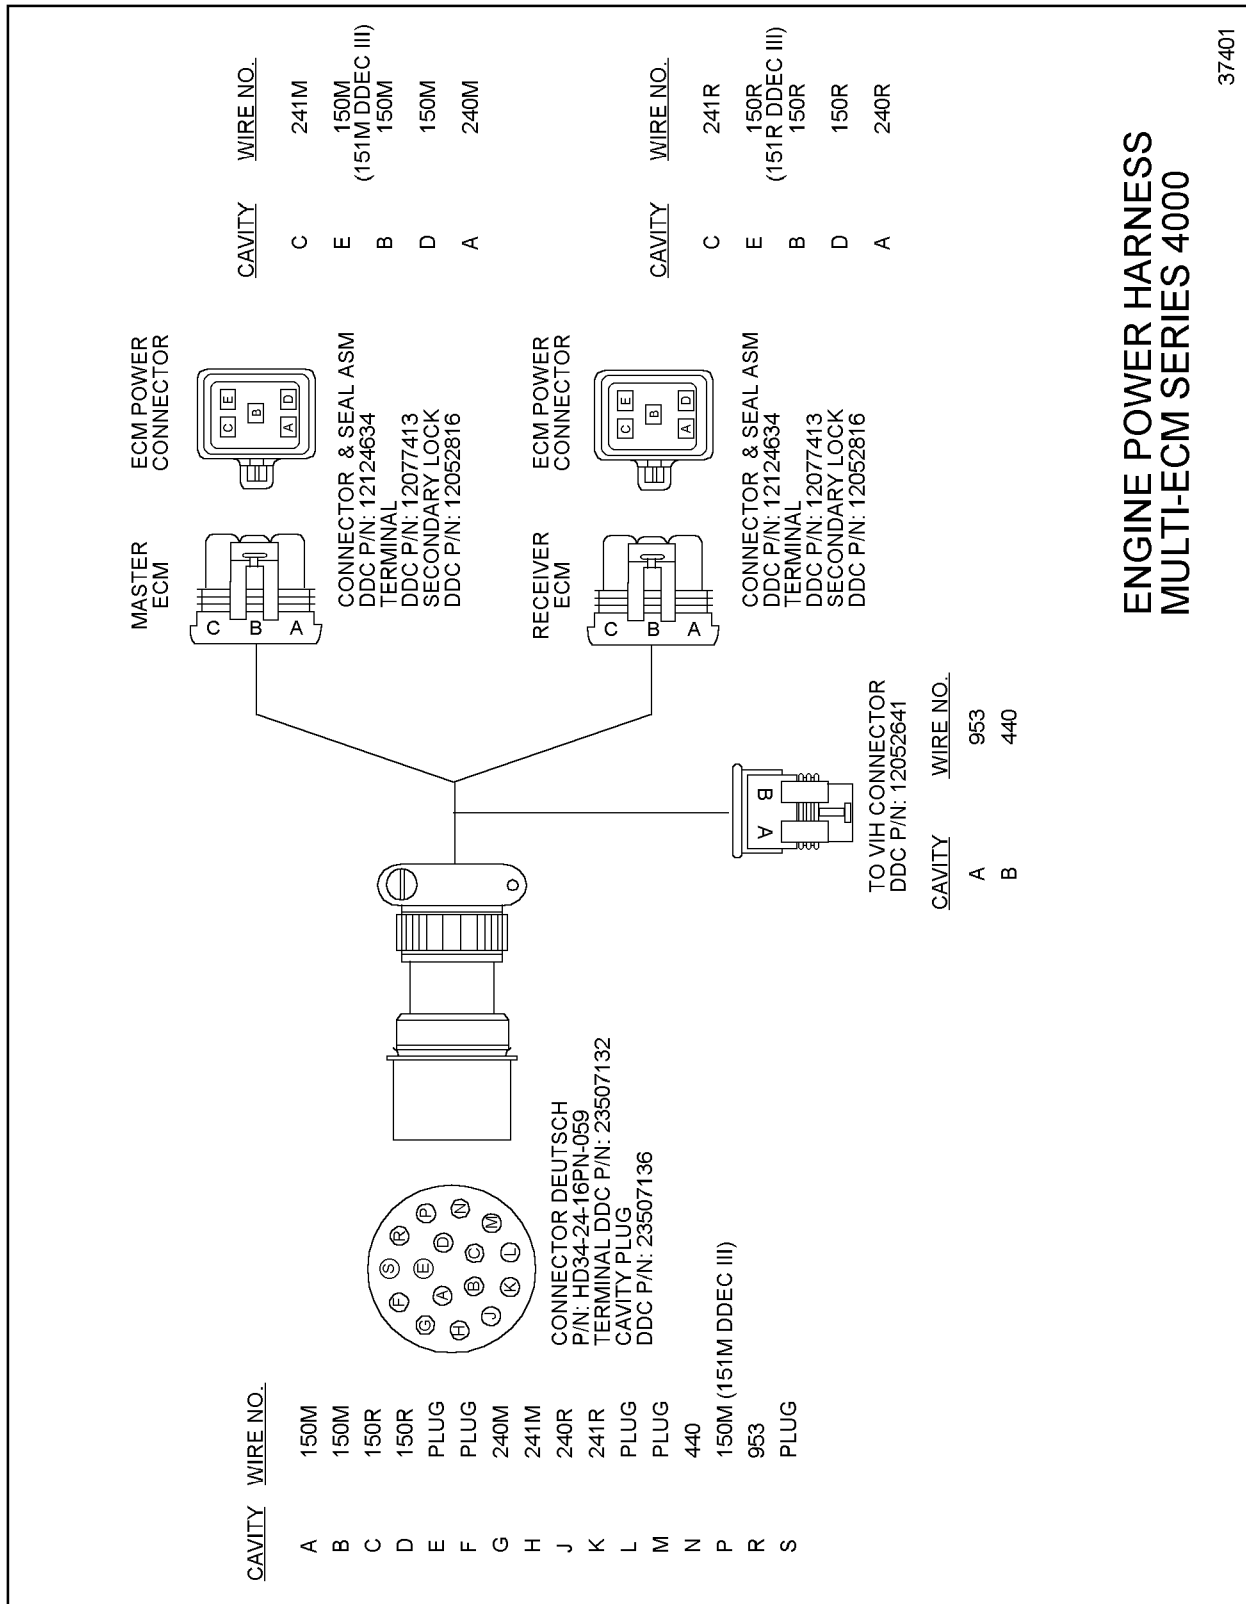 CAVITY WIRE NO.
A 150M
B 150M
C 150R
D 150R
E PLUG
F PLUG
G 240M
H 241M
J 240R
K 241R
L PLUG
M PLUG
N 440
P 150M (151M DDEC III)
R 953
S PLUG
S
F R
G E P
A D
H N
B C
J M
K L
CONNECTOR DEUTSCH
P/N: HD34-24-16PN-059
TERMINAL DDC P/N: 23507132
CAVITY PLUG
DDC P/N: 23507136
MASTER
ECM
C B A
ECM POWER
CONNECTOR
C E
B
A D
CONNECTOR & SEAL ASM
DDC P/N: 12124634
TERMINAL
DDC P/N: 12077413
SECONDARY LOCK
DDC P/N: 12052816
CAVITY WIRE NO.
C 241M
E 150M
(151M DDEC III)
B 150M
D 150M
A 240M
RECEIVER
ECM
C B A
ECM POWER
CONNECTOR
C E
B
A D
CONNECTOR & SEAL ASM
DDC P/N: 12124634
TERMINAL
DDC P/N: 12077413
SECONDARY LOCK
DDC P/N: 12052816
CAVITY WIRE NO.
C 241R
E 150R
(151R DDEC III)
B 150R
D 150R
A 240R
A B
TO VIH CONNECTOR
DDC P/N: 12052641
CAVITY WIRE NO.
A 953
B 440
ENGINE POWER HARNESS
MULTI-ECM SERIES 4000
37401